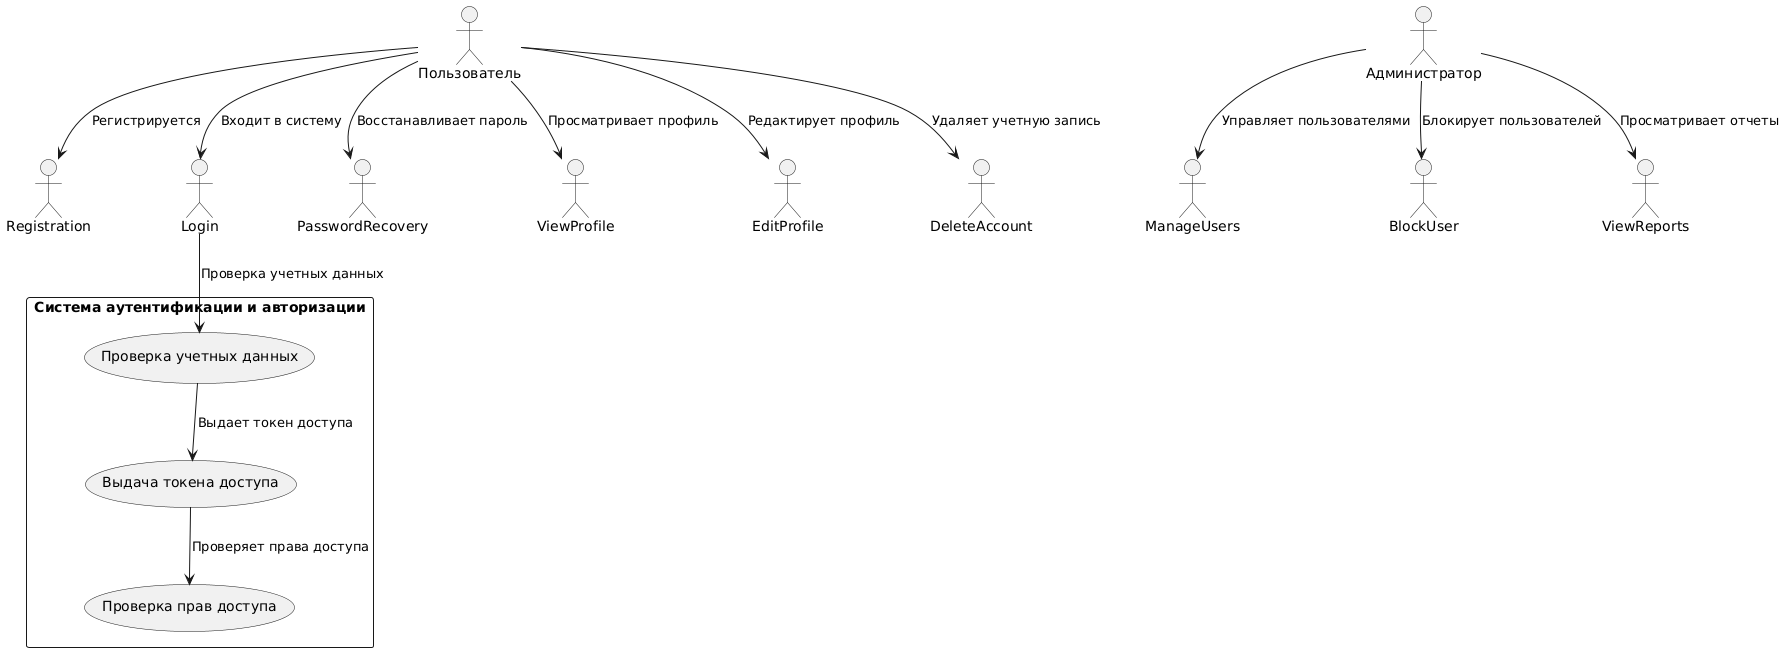 Пользователь
Администратор
Регистрируется
Входит в систему
Восстанавливает пароль
Просматривает профиль
Редактирует профиль
Удаляет учетную запись
Управляет пользователями
Блокирует пользователей
Просматривает отчеты
Registration
Login
PasswordRecovery
ViewProfile
EditProfile
DeleteAccount
ManageUsers
BlockUser
ViewReports
Проверка учетных данных
Система аутентификации и авторизации
Проверка учетных данных
Выдает токен доступа
Выдача токена доступа
Проверяет права доступа
Проверка прав доступа